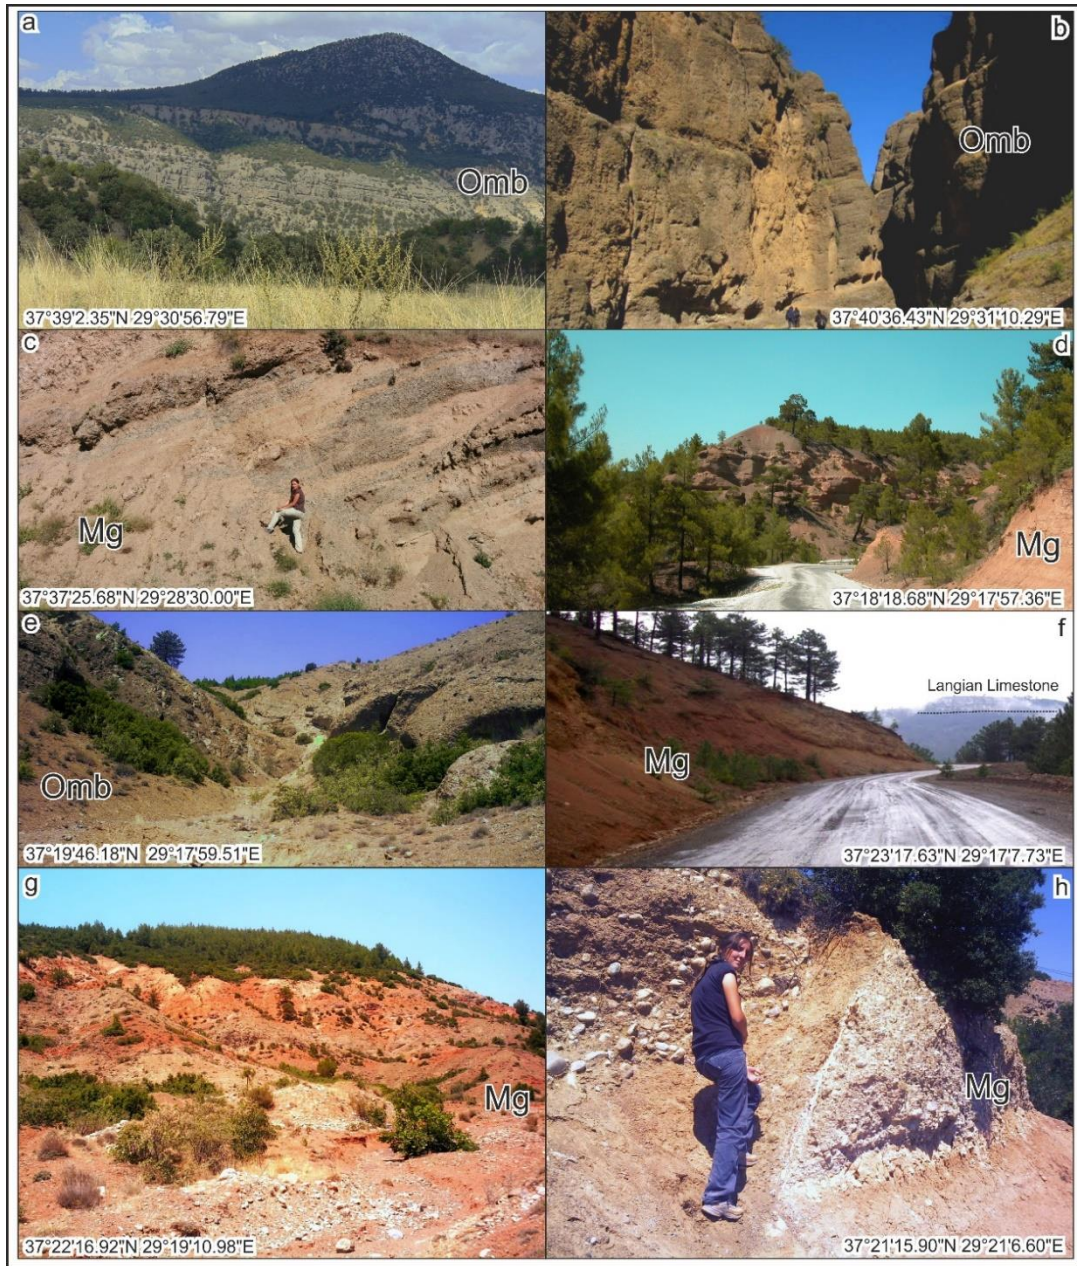 a
Omb
37°39'2.35"N 29°30'56.79"E
b
Omb
37°40'36.43"N 29°31'10.29"E
c
Mg
37°37'25.68"N 29°28'30.00"E
d
Mg
37°18'18.68"N 29°17'57.36"E
e
Omb
37°19'46.18"N 29°17'59.51"E
f
Langian Limestone
Mg
37°23'17.63"N 29°17'7.73"E
g
Mg
37°22'16.92"N 29°19'10.98"E
h
Mg
37°21'15.90"N 29°21'6.60"E